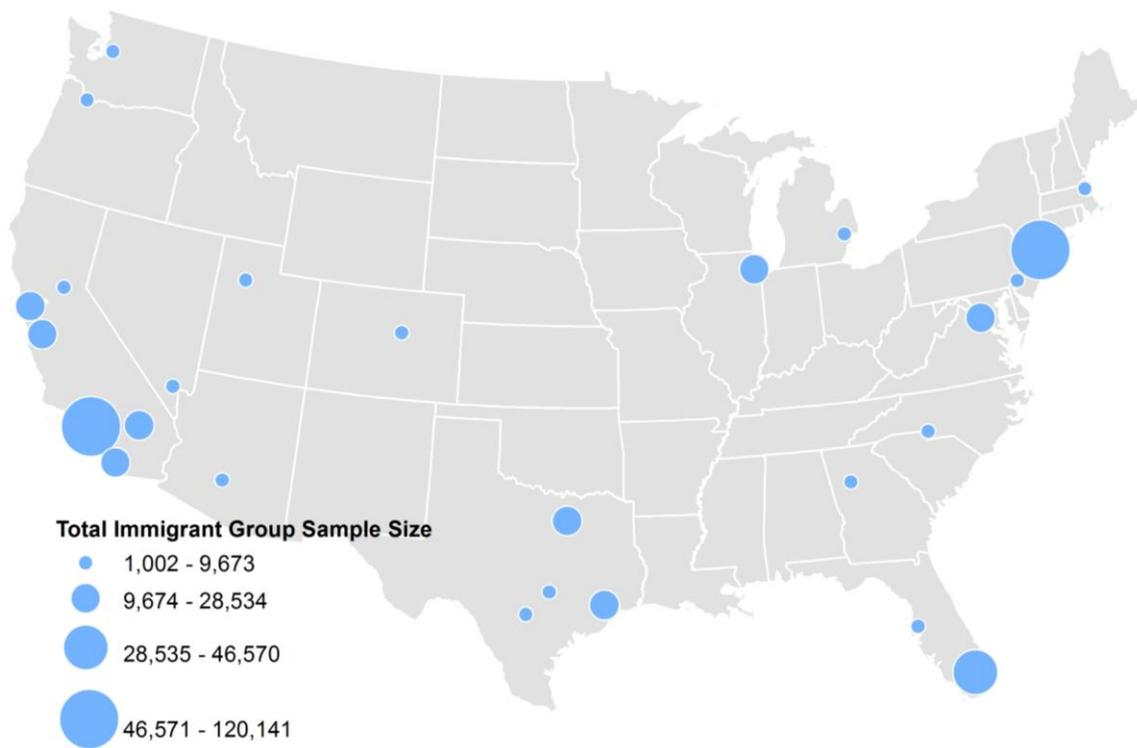 Total Immigrant Group Sample Size
1,002 - 9,673
9,674 - 28,534
28,535 - 46,570
46,571 - 120,141